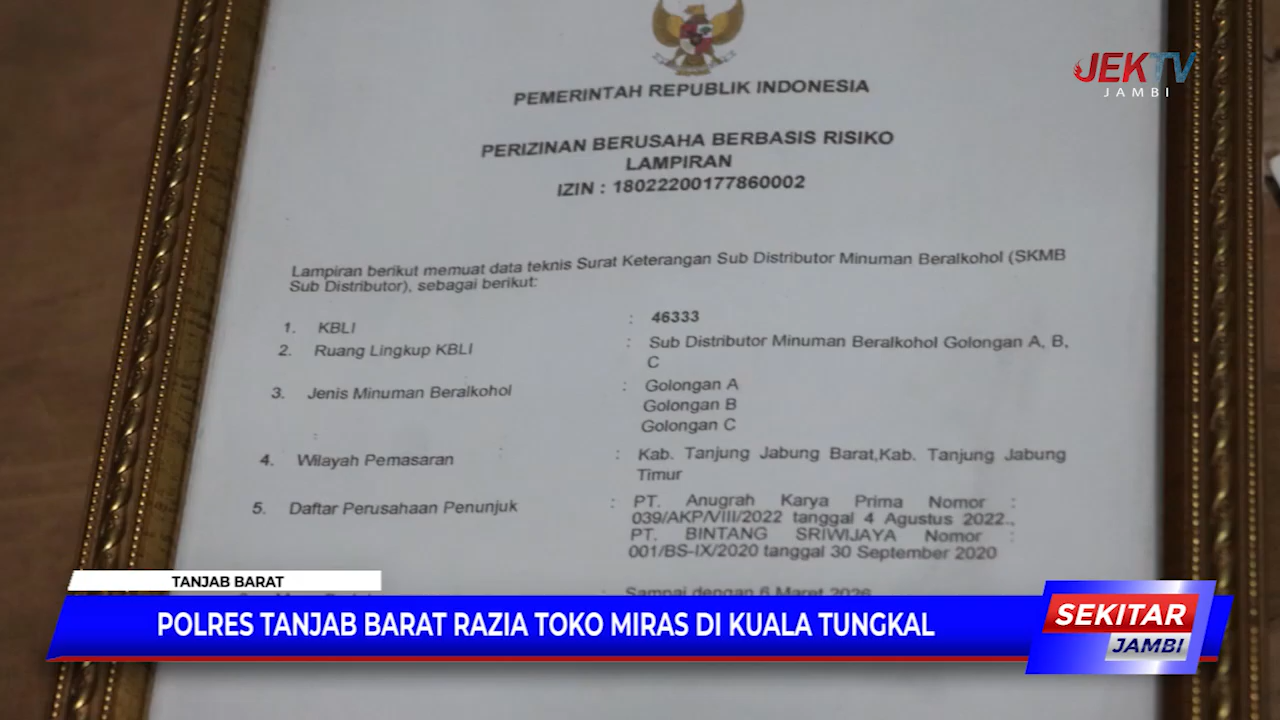 JEKTV
JAMBI
PEMERINTAH REPUBLIK INDONESIA
PERIZINAN BERUSAHA BERBASIS RISIKO
LAMPIRAN
IZIN : 18022200177860002
Lampiran berikut memuat data teknis Surat Keterangan Sub Distributor Minuman Beralkohol (SKMB
Sub Distributor), sebagai berikut:
1. KBLI : 46333
2. Ruang Lingkup KBLI : Sub Distributor Minuman Beralkohol Golongan A, B,
C
3. Jenis Minuman Beralkohol : Golongan A
Golongan B
Golongan C
:
4. Wilayah Pemasaran : Kab. Tanjung Jabung Barat,Kab. Tanjung Jabung
Timur
5. Daftar Perusahaan Penunjuk : PT. Anugrah Karya Prima Nomor :
039/AKP/VIII/2022 tanggal 4 Agustus 2022.,
PT. BINTANG SRIWIJAYA Nomor :
001/BS-IX/2020 tanggal 30 September 2020
Sampai dengan 6 Maret 2026
TANJAB BARAT
POLRES TANJAB BARAT RAZIA TOKO MIRAS DI KUALA TUNGKAL
SEKITAR
JAMBI